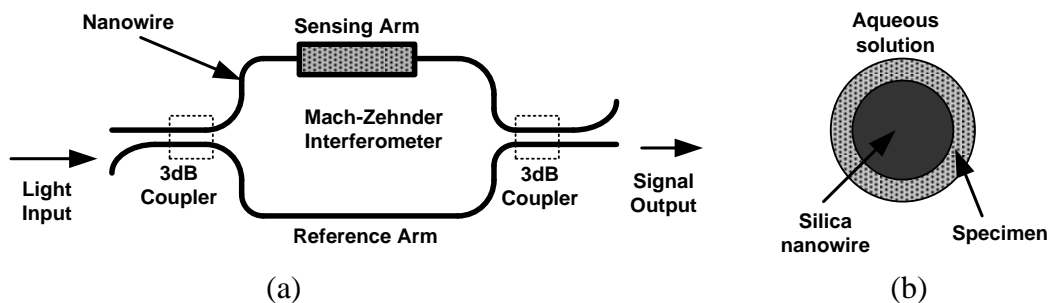 Nanowire
Sensing Arm
Mach-Zehnder
Interferometer
3dB
Coupler
3dB
Coupler
Light
Input
Signal
Output
Reference Arm
(a)
Aqueous
solution
Silica
nanowire
Specimen
(b)